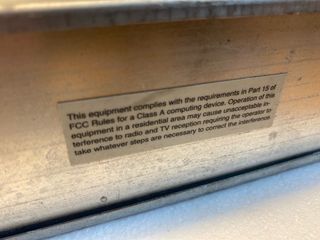 This equipment complies with the requirements in Part 15 of
FCC Rules for a Class A computing device. Operation of this
equipment in a residential area may cause unacceptable in-
terference to radio and TV reception requiring the operator to
take whatever steps are necessary to correct the interference.